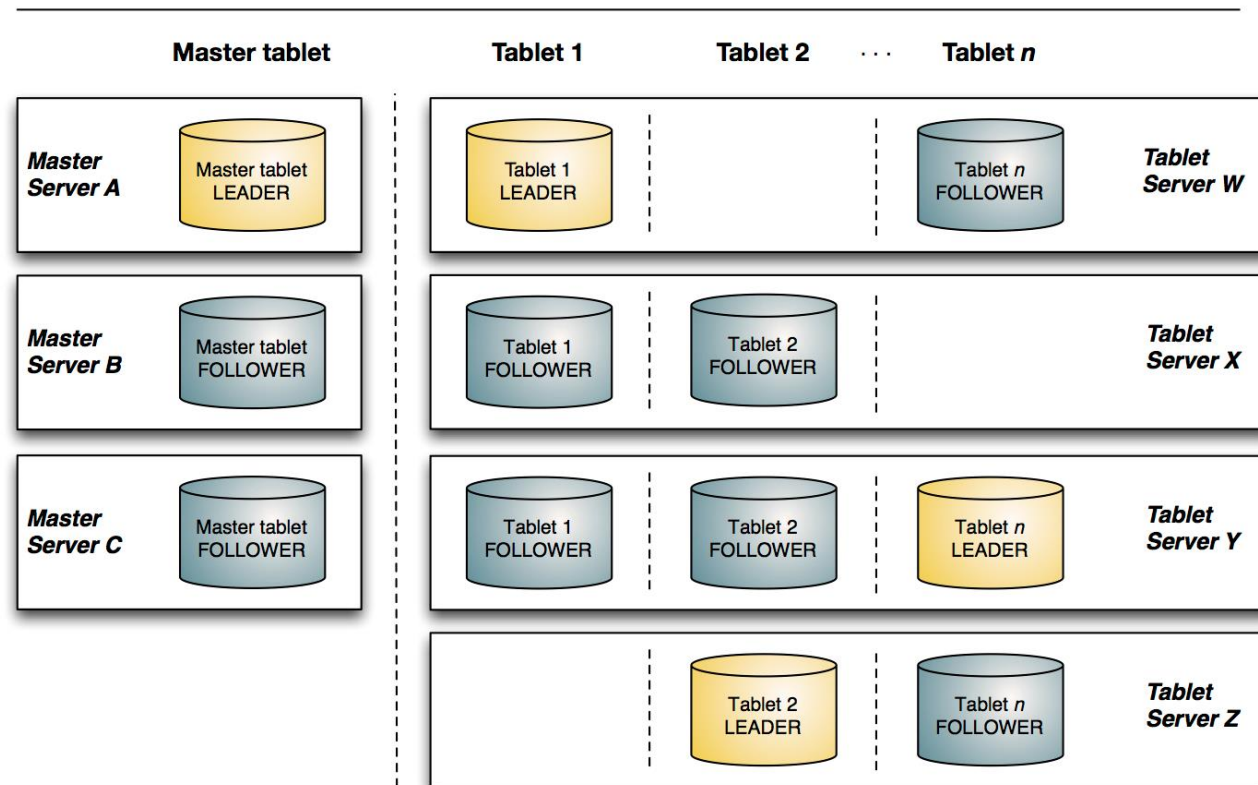 Master tablet Tablet 1 Tablet 2 · · · Tablet n
Master
Server A
Master tablet
LEADER
Tablet 1
LEADER
Tablet n
FOLLOWER
Tablet
Server W
Master
Server B
Master tablet
FOLLOWER
Tablet 1
FOLLOWER
Tablet 2
FOLLOWER
Tablet
Server X
Master
Server C
Master tablet
FOLLOWER
Tablet 1
FOLLOWER
Tablet 2
FOLLOWER
Tablet n
LEADER
Tablet
Server Y
Tablet 2
LEADER
Tablet n
FOLLOWER
Tablet
Server Z